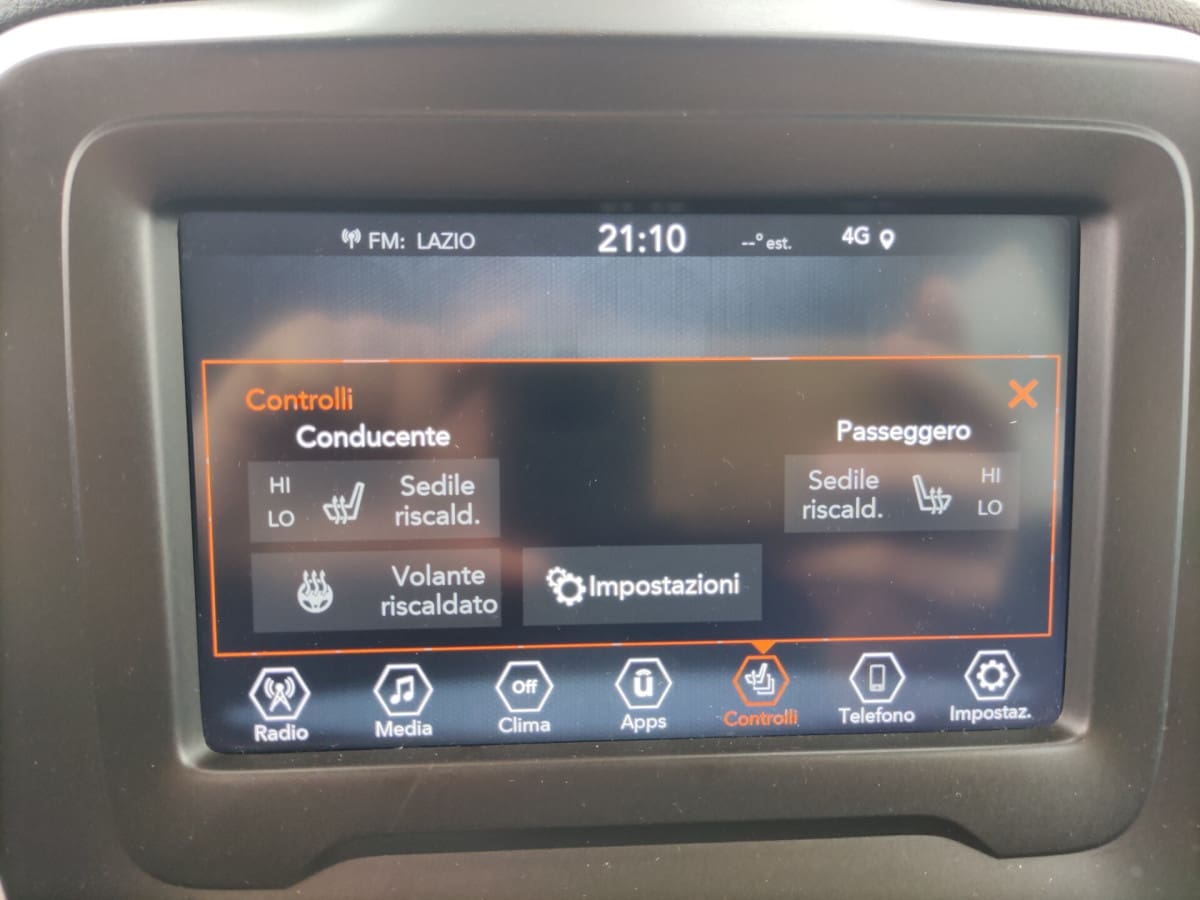 FM: LAZIO 21:10 --° est. 4G
Controli
Conducente
Passeggero
HI
LO
Sedile
riscald.
Sedile
riscald.
HI
LO
Volante
riscaldato
Impostazioni
Radio
Media
Off
Clima
ū
Apps
Controlli
Telefono
Impostaz.